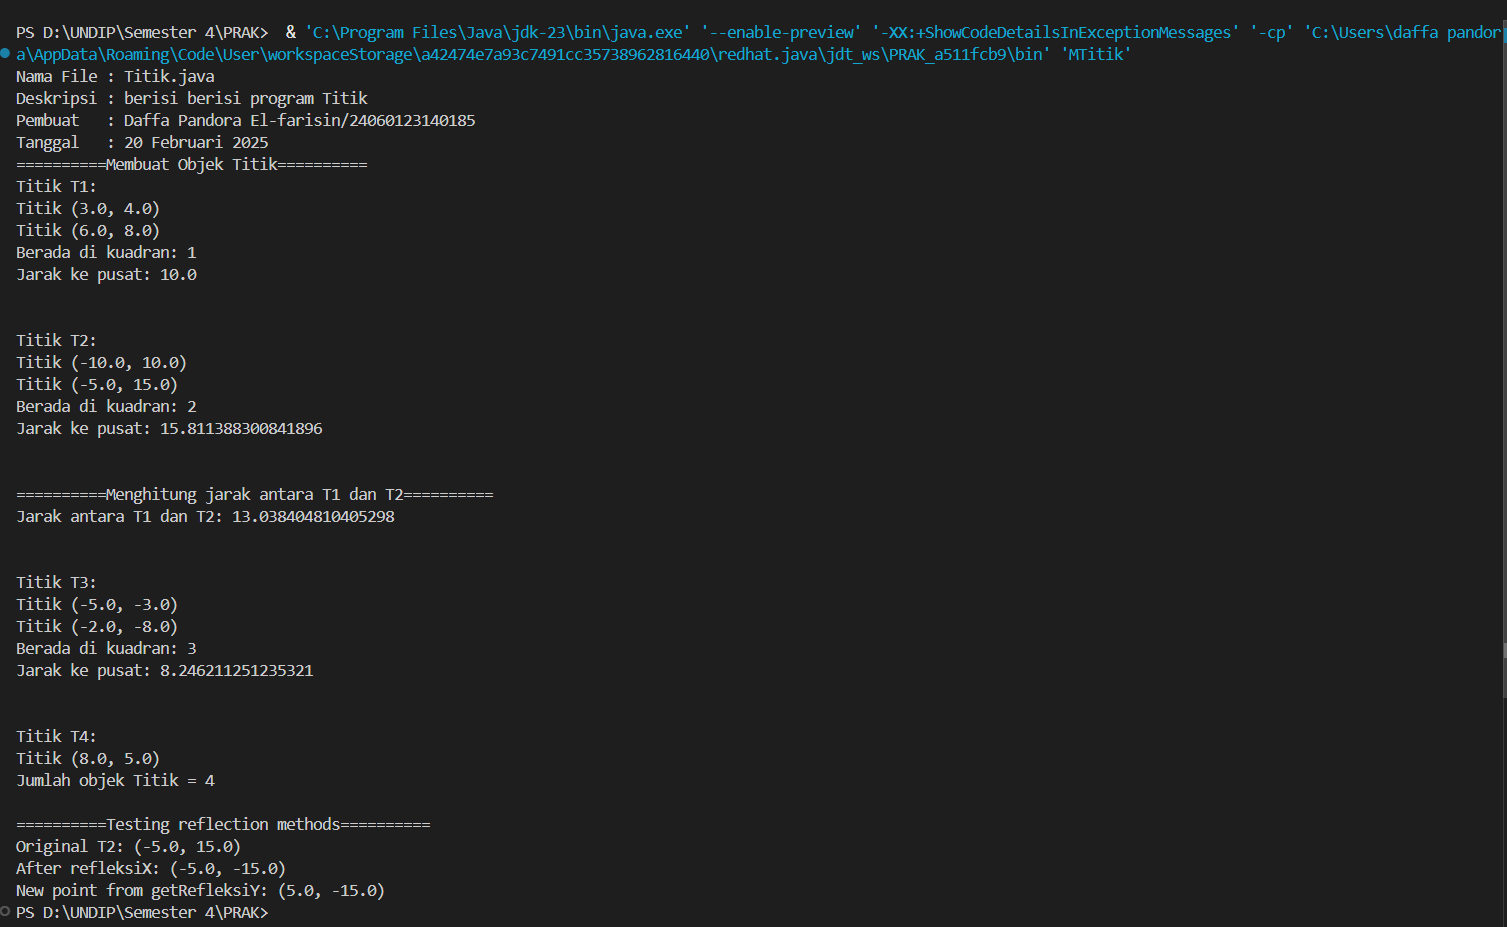 PS D:\UNDIP\Semester 4\PRAK>  & 'C:\Program Files\Java\jdk-23\bin\java.exe' '--enable-preview' '-XX:+ShowCodeDetailsInExceptionMessages' '-cp' 'C:\Users\daffa pandor
a\AppData\Roaming\Code\User\workspaceStorage\a42474e7a93c7491cc35738962816440\redhat.java\jdt_ws\PRAK_a511fcb9\bin' 'MTitik'
Nama File : Titik.java
Deskripsi : berisi berisi program Titik
Pembuat   : Daffa Pandora El-farisin/24060123140185
Tanggal   : 20 Februari 2025
==========Membuat Objek Titik==========
Titik T1:
Titik (3.0, 4.0)
Titik (6.0, 8.0)
Berada di kuadran: 1
Jarak ke pusat: 10.0
Titik T2:
Titik (-10.0, 10.0)
Titik (-5.0, 15.0)
Berada di kuadran: 2
Jarak ke pusat: 15.811388300841896
==========Menghitung jarak antara T1 dan T2==========
Jarak antara T1 dan T2: 13.038404810405298
Titik T3:
Titik (-5.0, -3.0)
Titik (-2.0, -8.0)
Berada di kuadran: 3
Jarak ke pusat: 8.246211251235321
Titik T4:
Titik (8.0, 5.0)
Jumlah objek Titik = 4
==========Testing reflection methods==========
Original T2: (-5.0, 15.0)
After refleksiX: (-5.0, -15.0)
New point from getRefleksiY: (5.0, -15.0)
PS D:\UNDIP\Semester 4\PRAK>